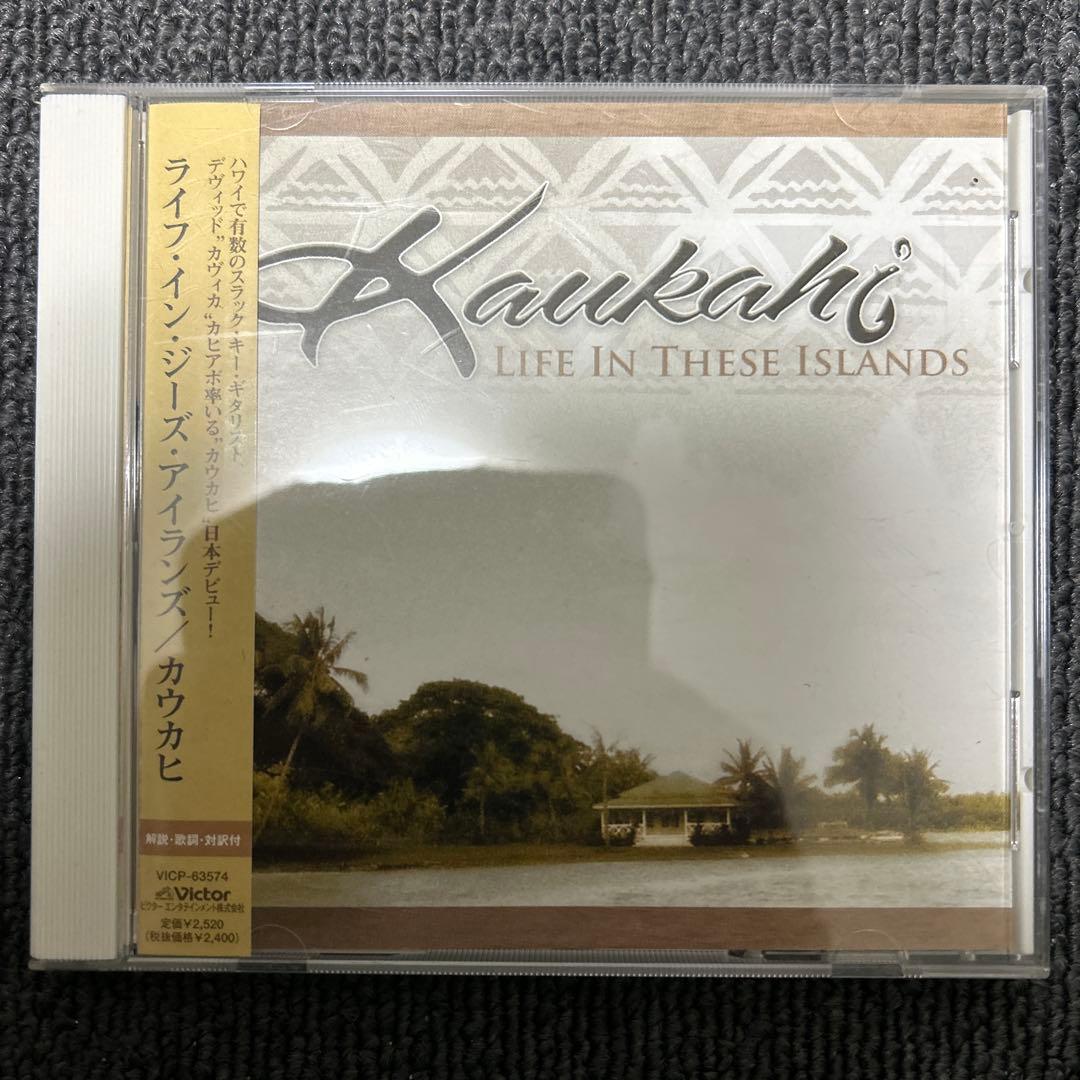 ハワイで有数のスラック・キー・ギタリスト、
デヴィッド"カヴィカ"カヒアポ率いる"カウカヒ"日本デビュー!
ライフ・イン・ジーズ・アイランズ/カウカヒ
解説・歌詞・対訳付
VICP-63574
Victor
ビクターエンタテインメント株式会社
定価¥2,520
(税抜価格¥2,400)
Kaukahi
LIFE IN THESE ISLANDS